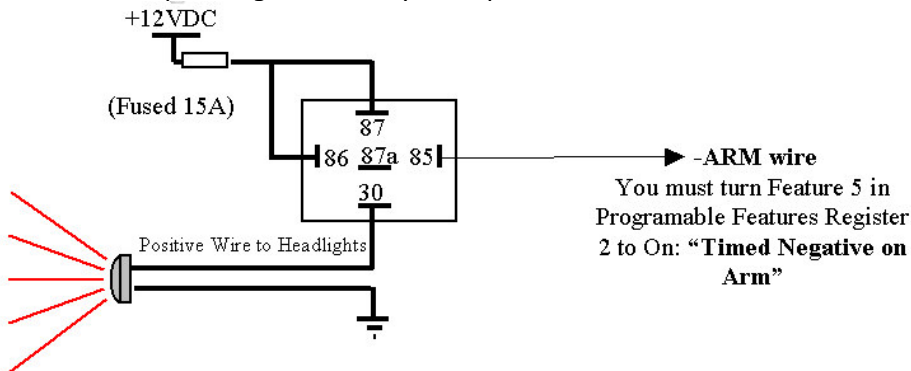 +12VDC
(Fused 15A)
87
86 87a 85
30
-ARM wire
You must turn Feature 5 in
Programable Features Register
2 to On: “Timed Negative on
Arm”
Positive Wire to Headlights